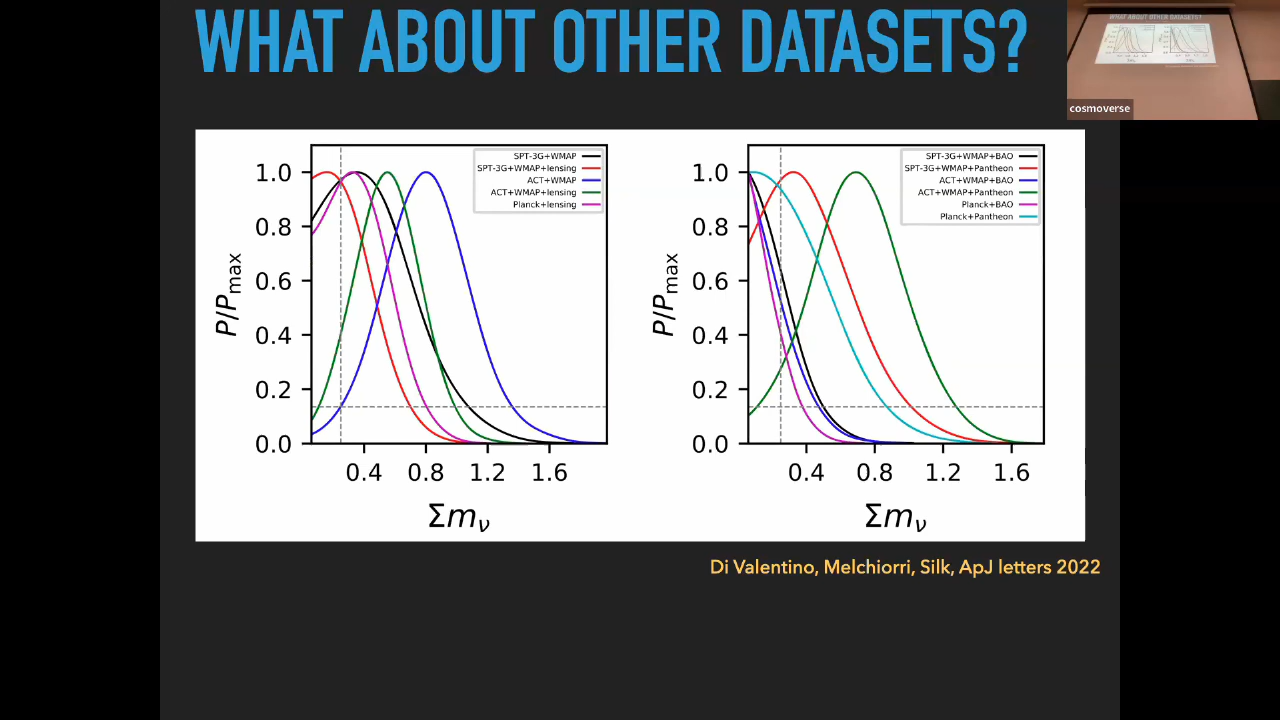 WHAT ABOUT OTHER DATASETS?
cosmoverse
SPT-3G+WMAP
SPT-3G+WMAP+lensing
ACT+WMAP
ACT+WMAP+lensing
Planck+lensing
1.0
0.8
0.6
0.4
0.2
0.0
P/Pmax
0.4 0.8 1.2 1.6
Σmν
SPT-3G+WMAP+BAO
SPT-3G+WMAP+Pantheon
ACT+WMAP+BAO
ACT+WMAP+Pantheon
Planck+BAO
Planck+Pantheon
1.0
0.8
0.6
0.4
0.2
0.0
P/Pmax
0.4 0.8 1.2 1.6
Σmν
Di Valentino, Melchiorri, Silk, ApJ letters 2022